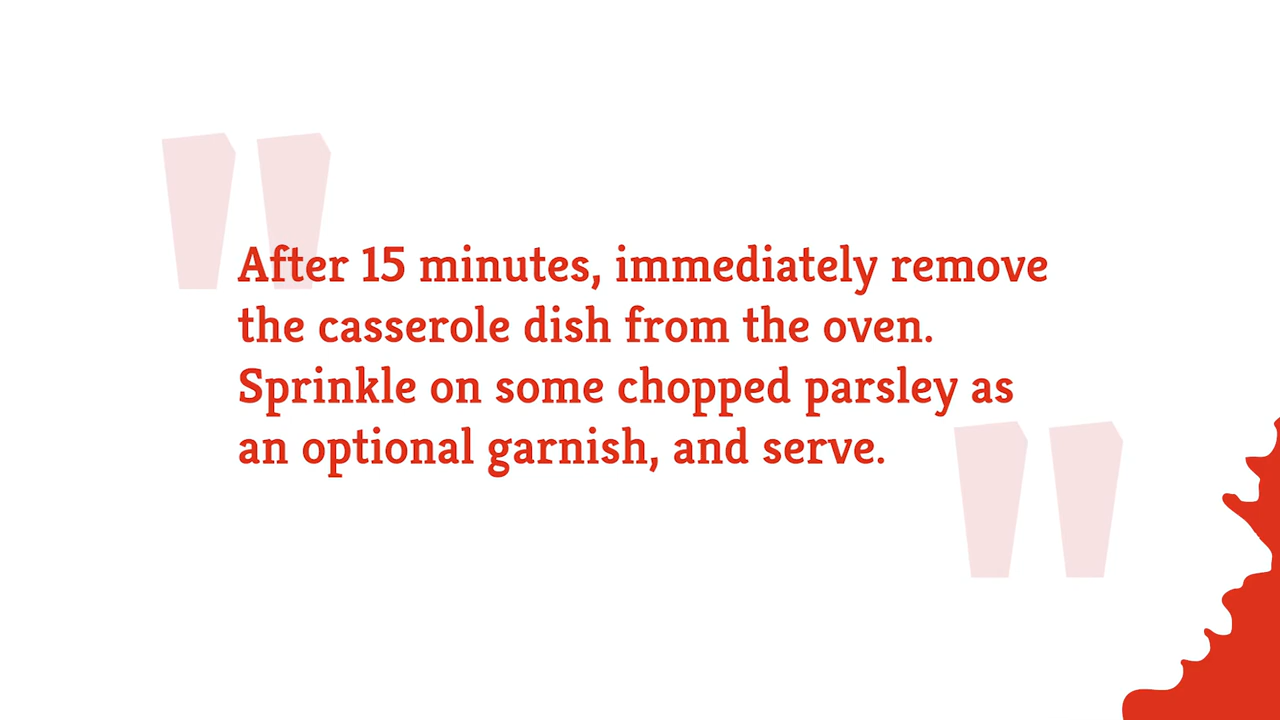 After 15 minutes, immediately remove
the casserole dish from the oven.
Sprinkle on some chopped parsley as
an optional garnish, and serve.